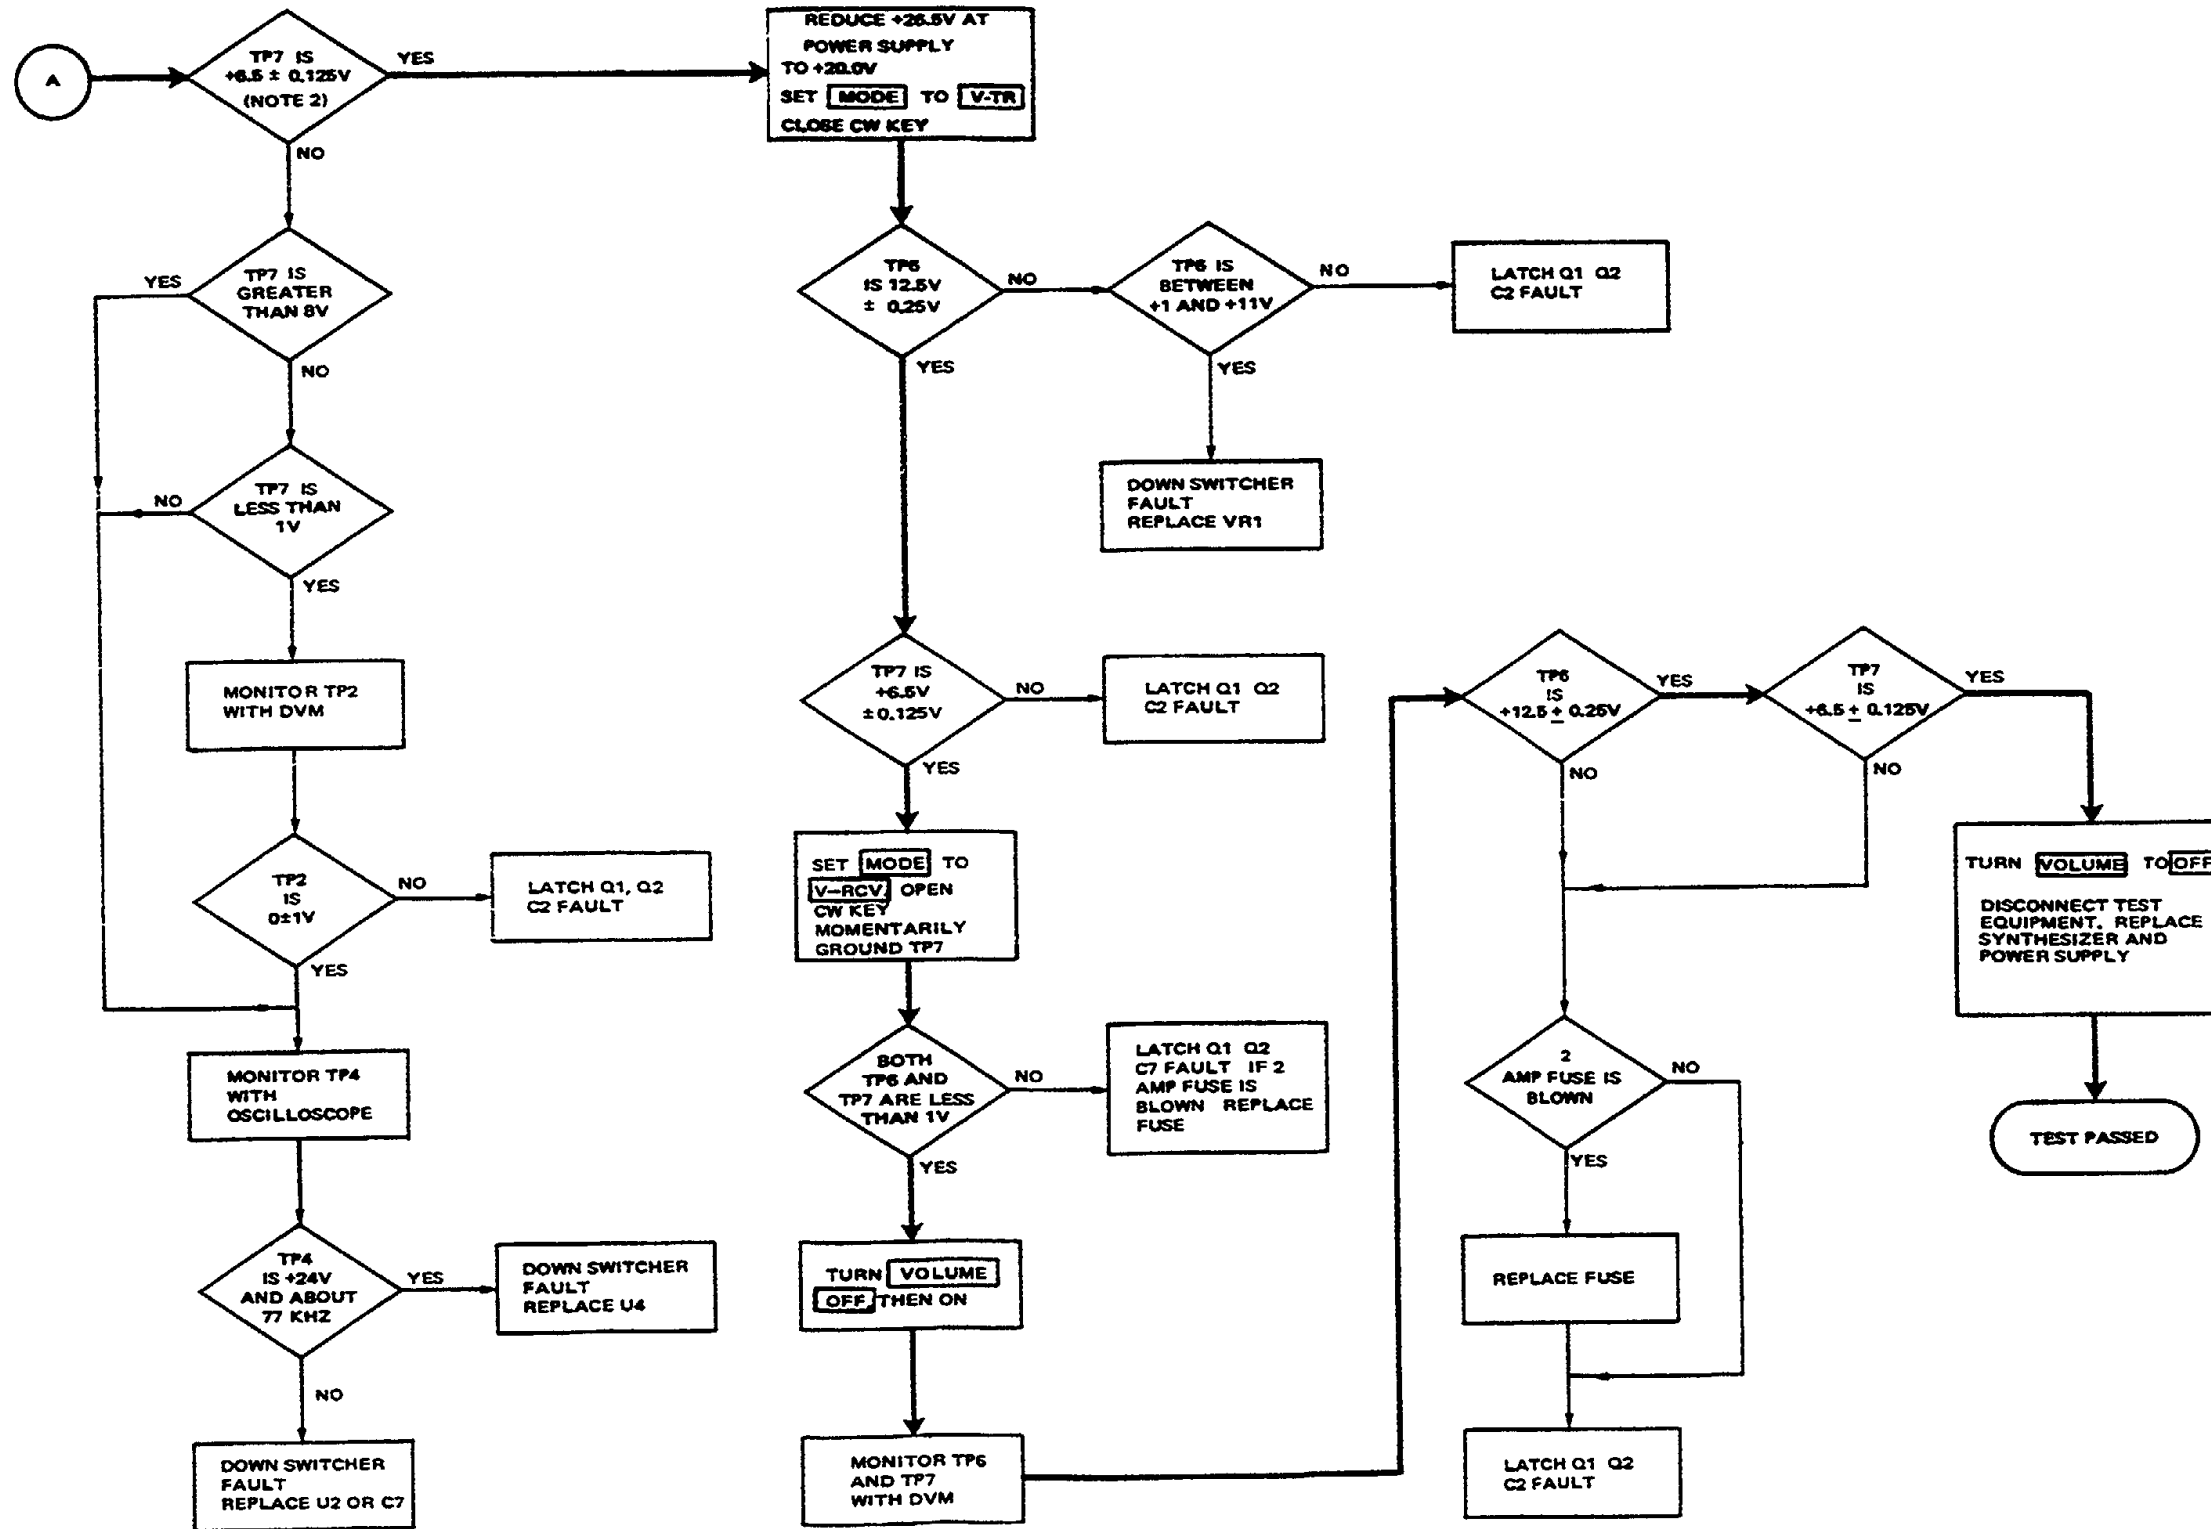 A
TP7 IS
+6.5 ± 0.125V
(NOTE 2)
YES
NO
REDUCE +26.5V AT
POWER SUPPLY
TO +20.0V
SET MODE TO V-TR
CLOSE CW KEY
TP7 IS
GREATER
THAN 8V
YES
NO
TP7 IS
LESS THAN
1V
NO
YES
MONITOR TP2
WITH DVM
TP2
IS
0±1V
NO
YES
LATCH Q1, Q2
C2 FAULT
MONITOR TP4
WITH
OSCILLOSCOPE
TP4
IS +24V
AND ABOUT
77 KHZ
YES
NO
DOWN SWITCHER
FAULT
REPLACE U4
DOWN SWITCHER
FAULT
REPLACE U2 OR C7
TP6
IS 12.5V
± 0.25V
NO
YES
TP6 IS
BETWEEN
+1 AND +11V
NO
YES
LATCH Q1 Q2
C2 FAULT
DOWN SWITCHER
FAULT
REPLACE VR1
TP7 IS
+6.5V
±0.125V
NO
YES
LATCH Q1 Q2
C2 FAULT
SET MODE TO
V-RCV, OPEN
CW KEY
MOMENTARILY
GROUND TP7
BOTH
TP6 AND
TP7 ARE LESS
THAN 1V
NO
YES
LATCH Q1 Q2
C7 FAULT IF 2
AMP FUSE IS
BLOWN REPLACE
FUSE
TURN VOLUME
OFF, THEN ON
MONITOR TP6
AND TP7
WITH DVM
TP6
IS
+12.5 ± 0.25V
YES
NO
TP7
IS
+6.5 ± 0.125V
YES
NO
2
AMP FUSE IS
BLOWN
NO
YES
REPLACE FUSE
LATCH Q1 Q2
C2 FAULT
TURN VOLUME TO OFF
DISCONNECT TEST
EQUIPMENT. REPLACE
SYNTHESIZER AND
POWER SUPPLY
TEST PASSED